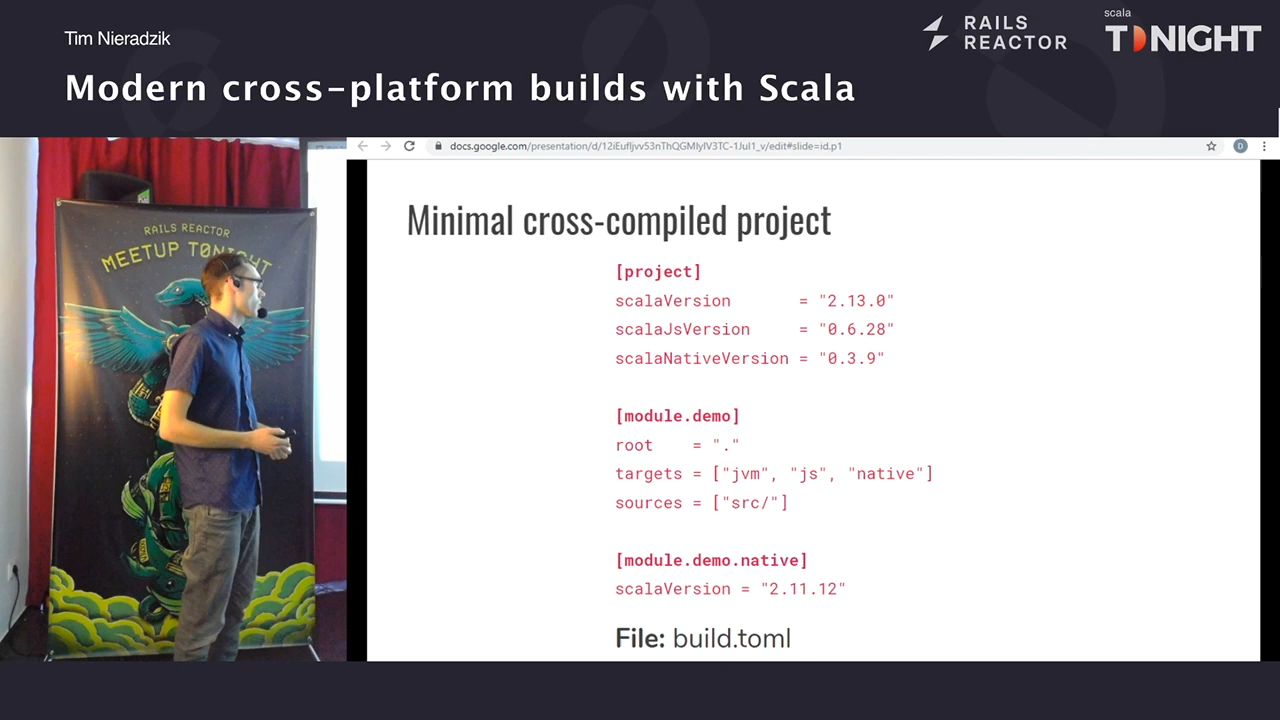 Tim Nieradzik
Modern cross-platform builds with Scala
RAILS
REACTOR
scala
TONIGHT
docs.google.com/presentation/d/12iEufljvv53nThQGMlyIV3TC-1Jul1_v/edit#slide=id.p1
D
RAILS REACTOR
MEETUP TONIGHT
Minimal cross-compiled project
[project]
scalaVersion = "2.13.0"
scalaJsVersion = "0.6.28"
scalaNativeVersion = "0.3.9"
[module.demo]
root = "."
targets = ["jvm", "js", "native"]
sources = ["src/"]
[module.demo.native]
scalaVersion = "2.11.12"
File: build.toml